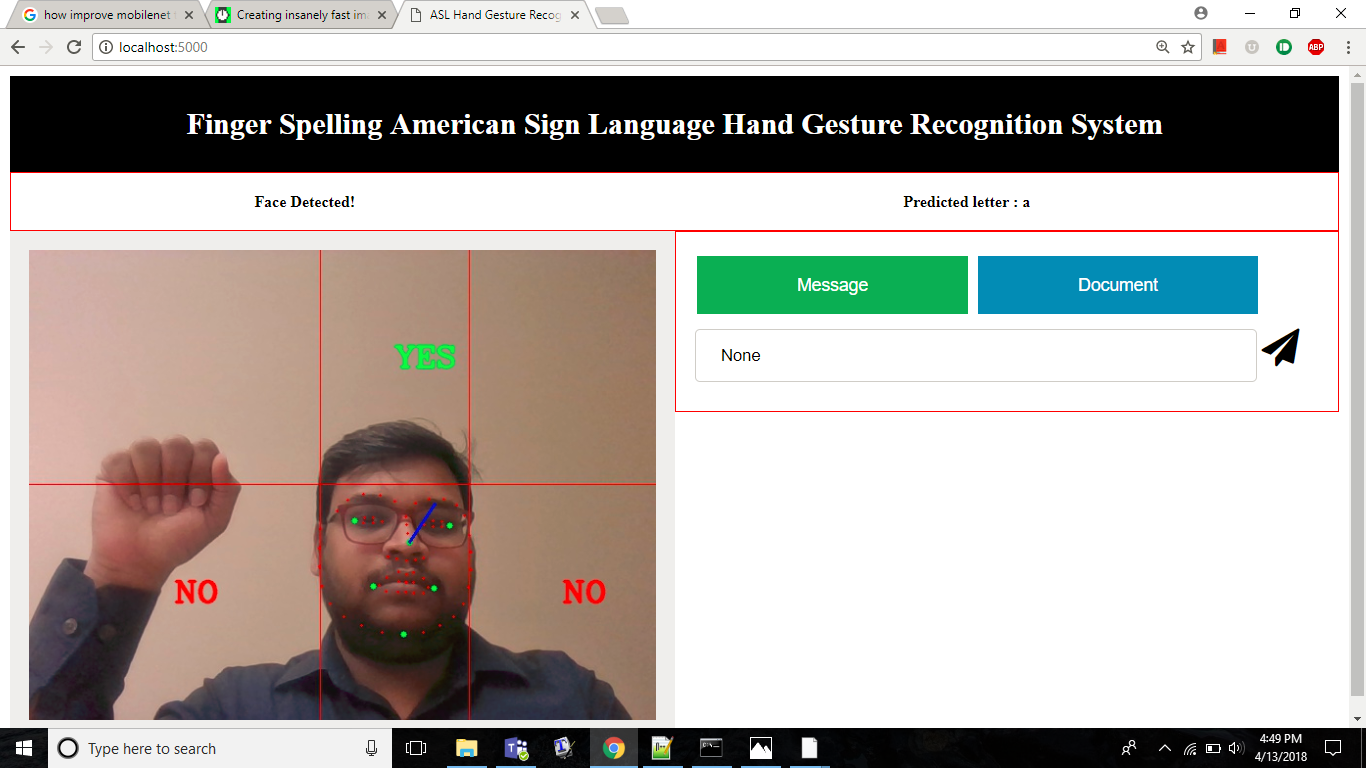 how improve mobilenet
Creating insanely fast im
ASL Hand Gesture Recog
localhost:5000
ABP
Finger Spelling American Sign Language Hand Gesture Recognition System
Face Detected!
Predicted letter : a
Message
Document
None
YES
NO
NO
Type here to search
4:49 PM
4/13/2018